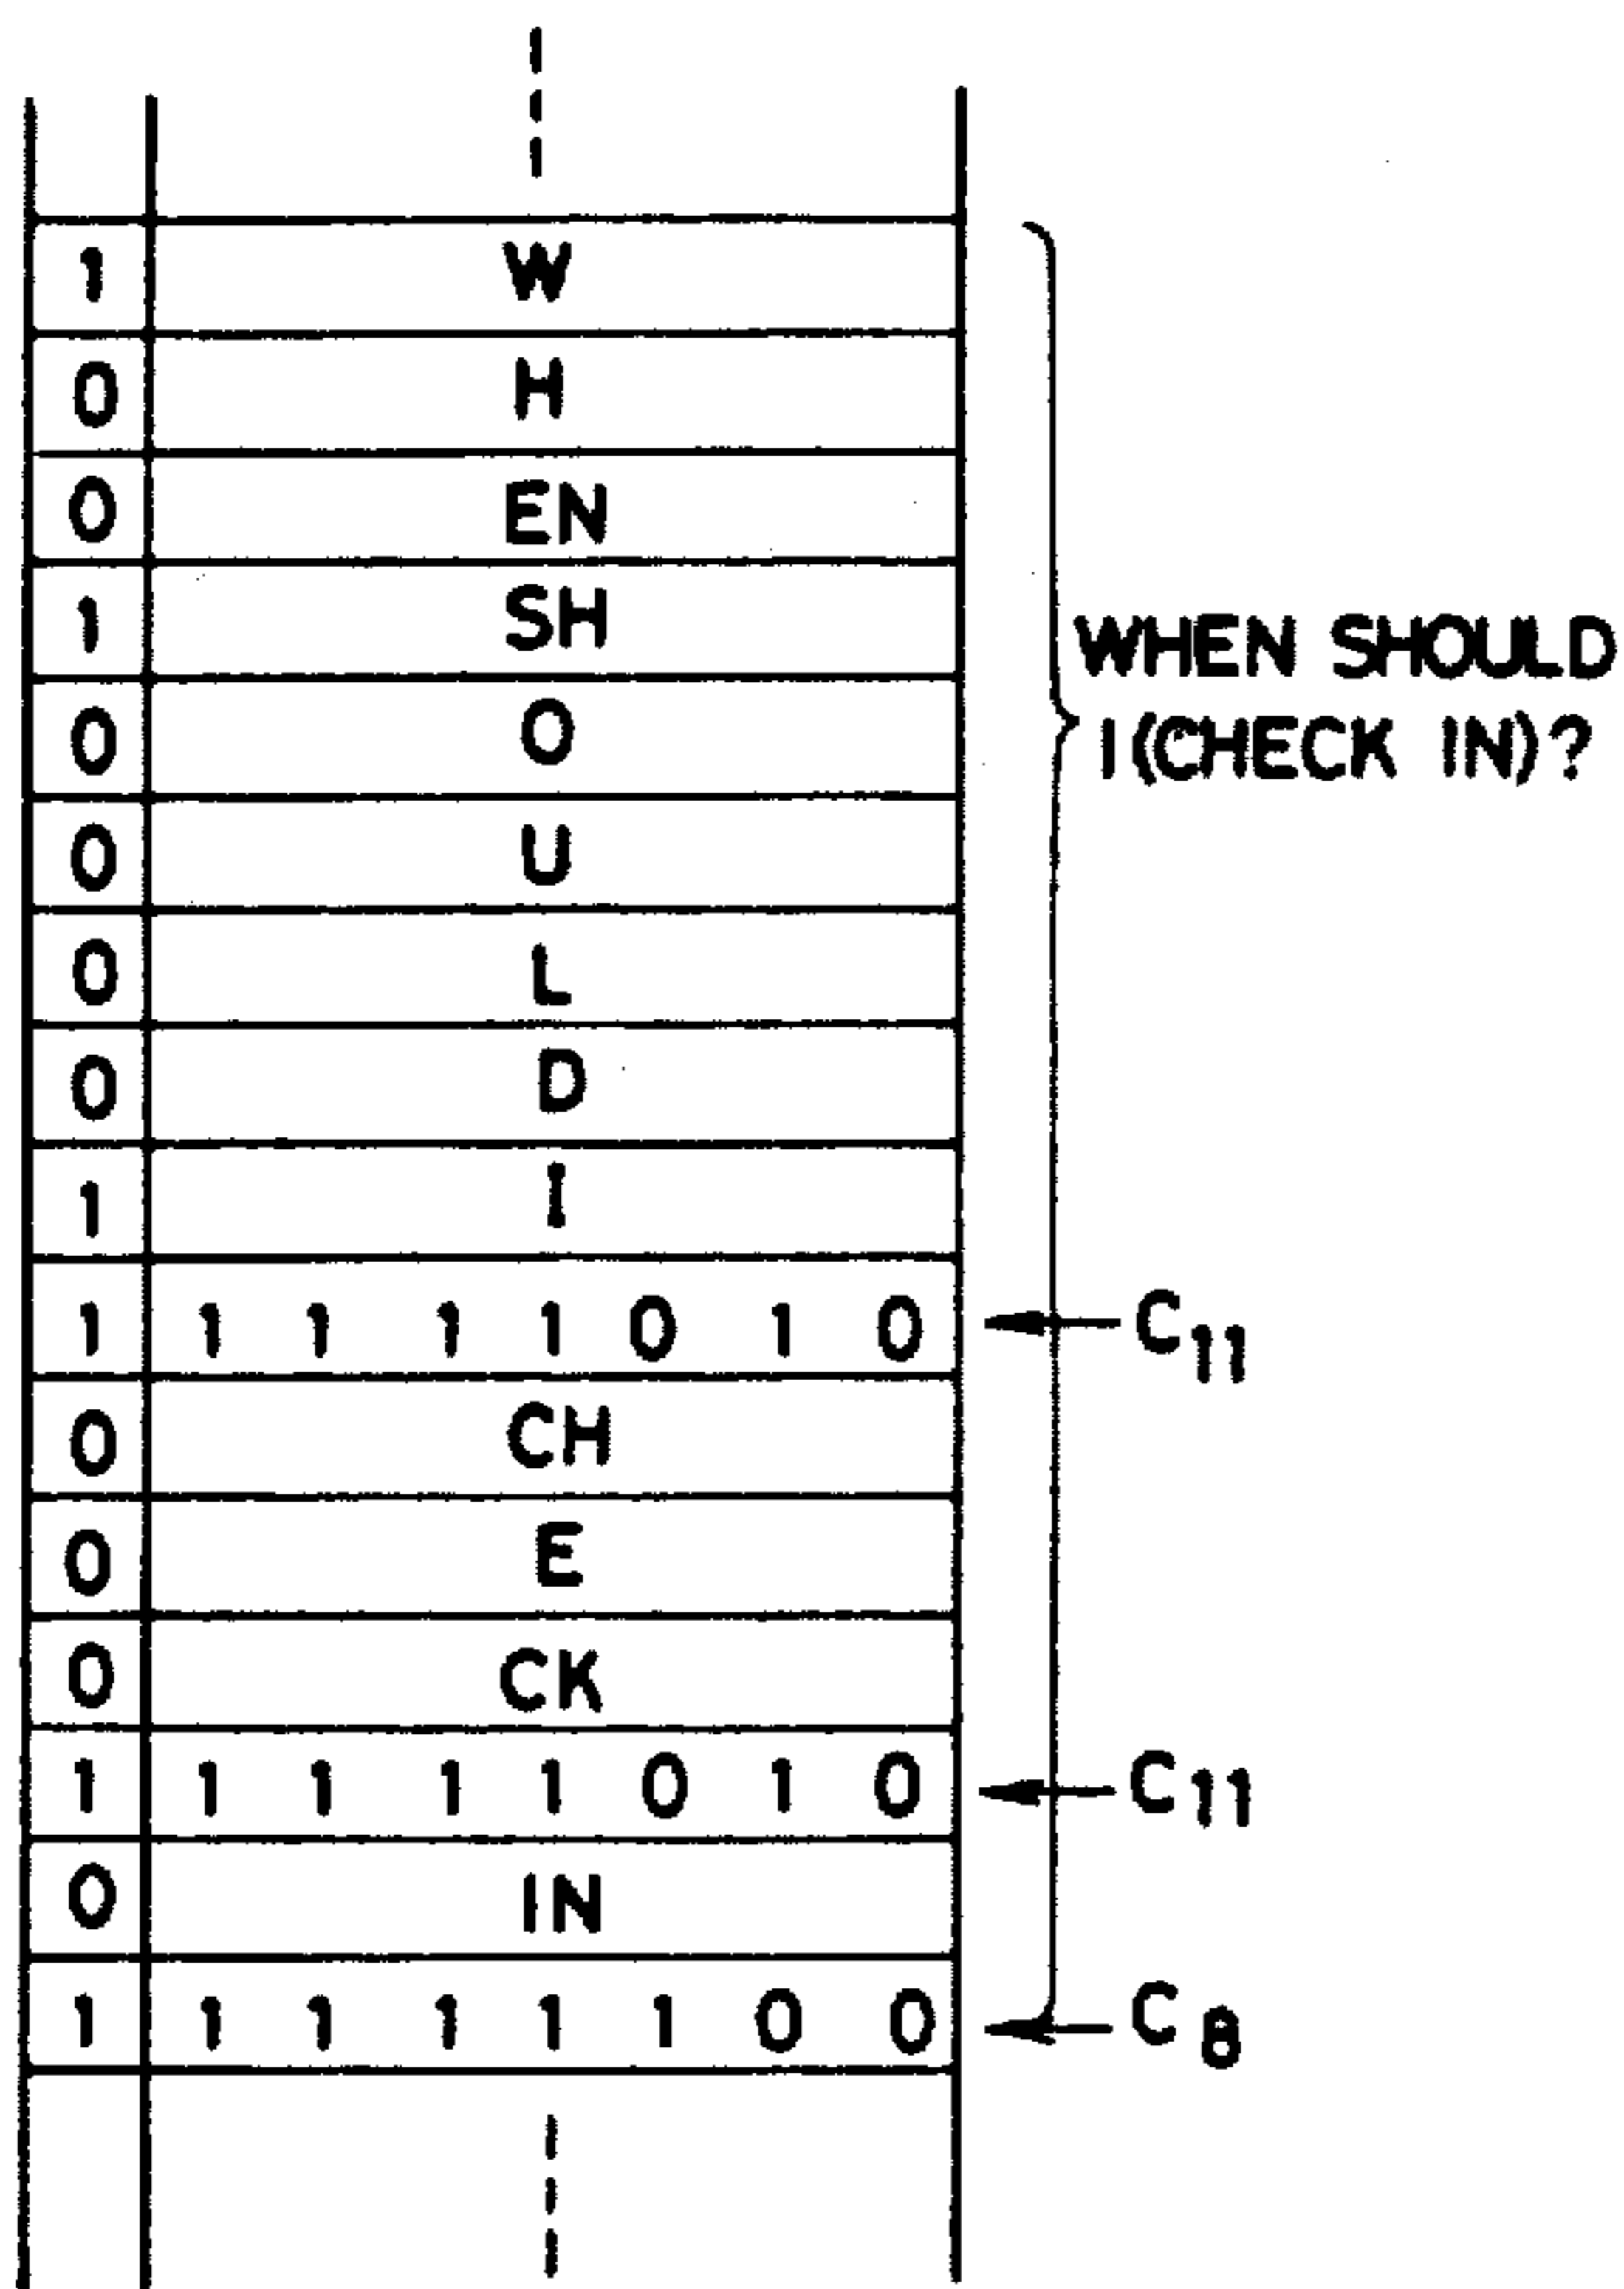 1 W
0 H
0 EN
1 SH
0 O
0 U
0 L
0 D
1 I
1 1 1 1 1 0 1 0 C11
0 CH
0 E
0 CK
1 1 1 1 1 0 1 0 C11
0 IN
1 1 1 1 1 1 0 0 C8
WHEN SHOULD
I(CHECK IN)?